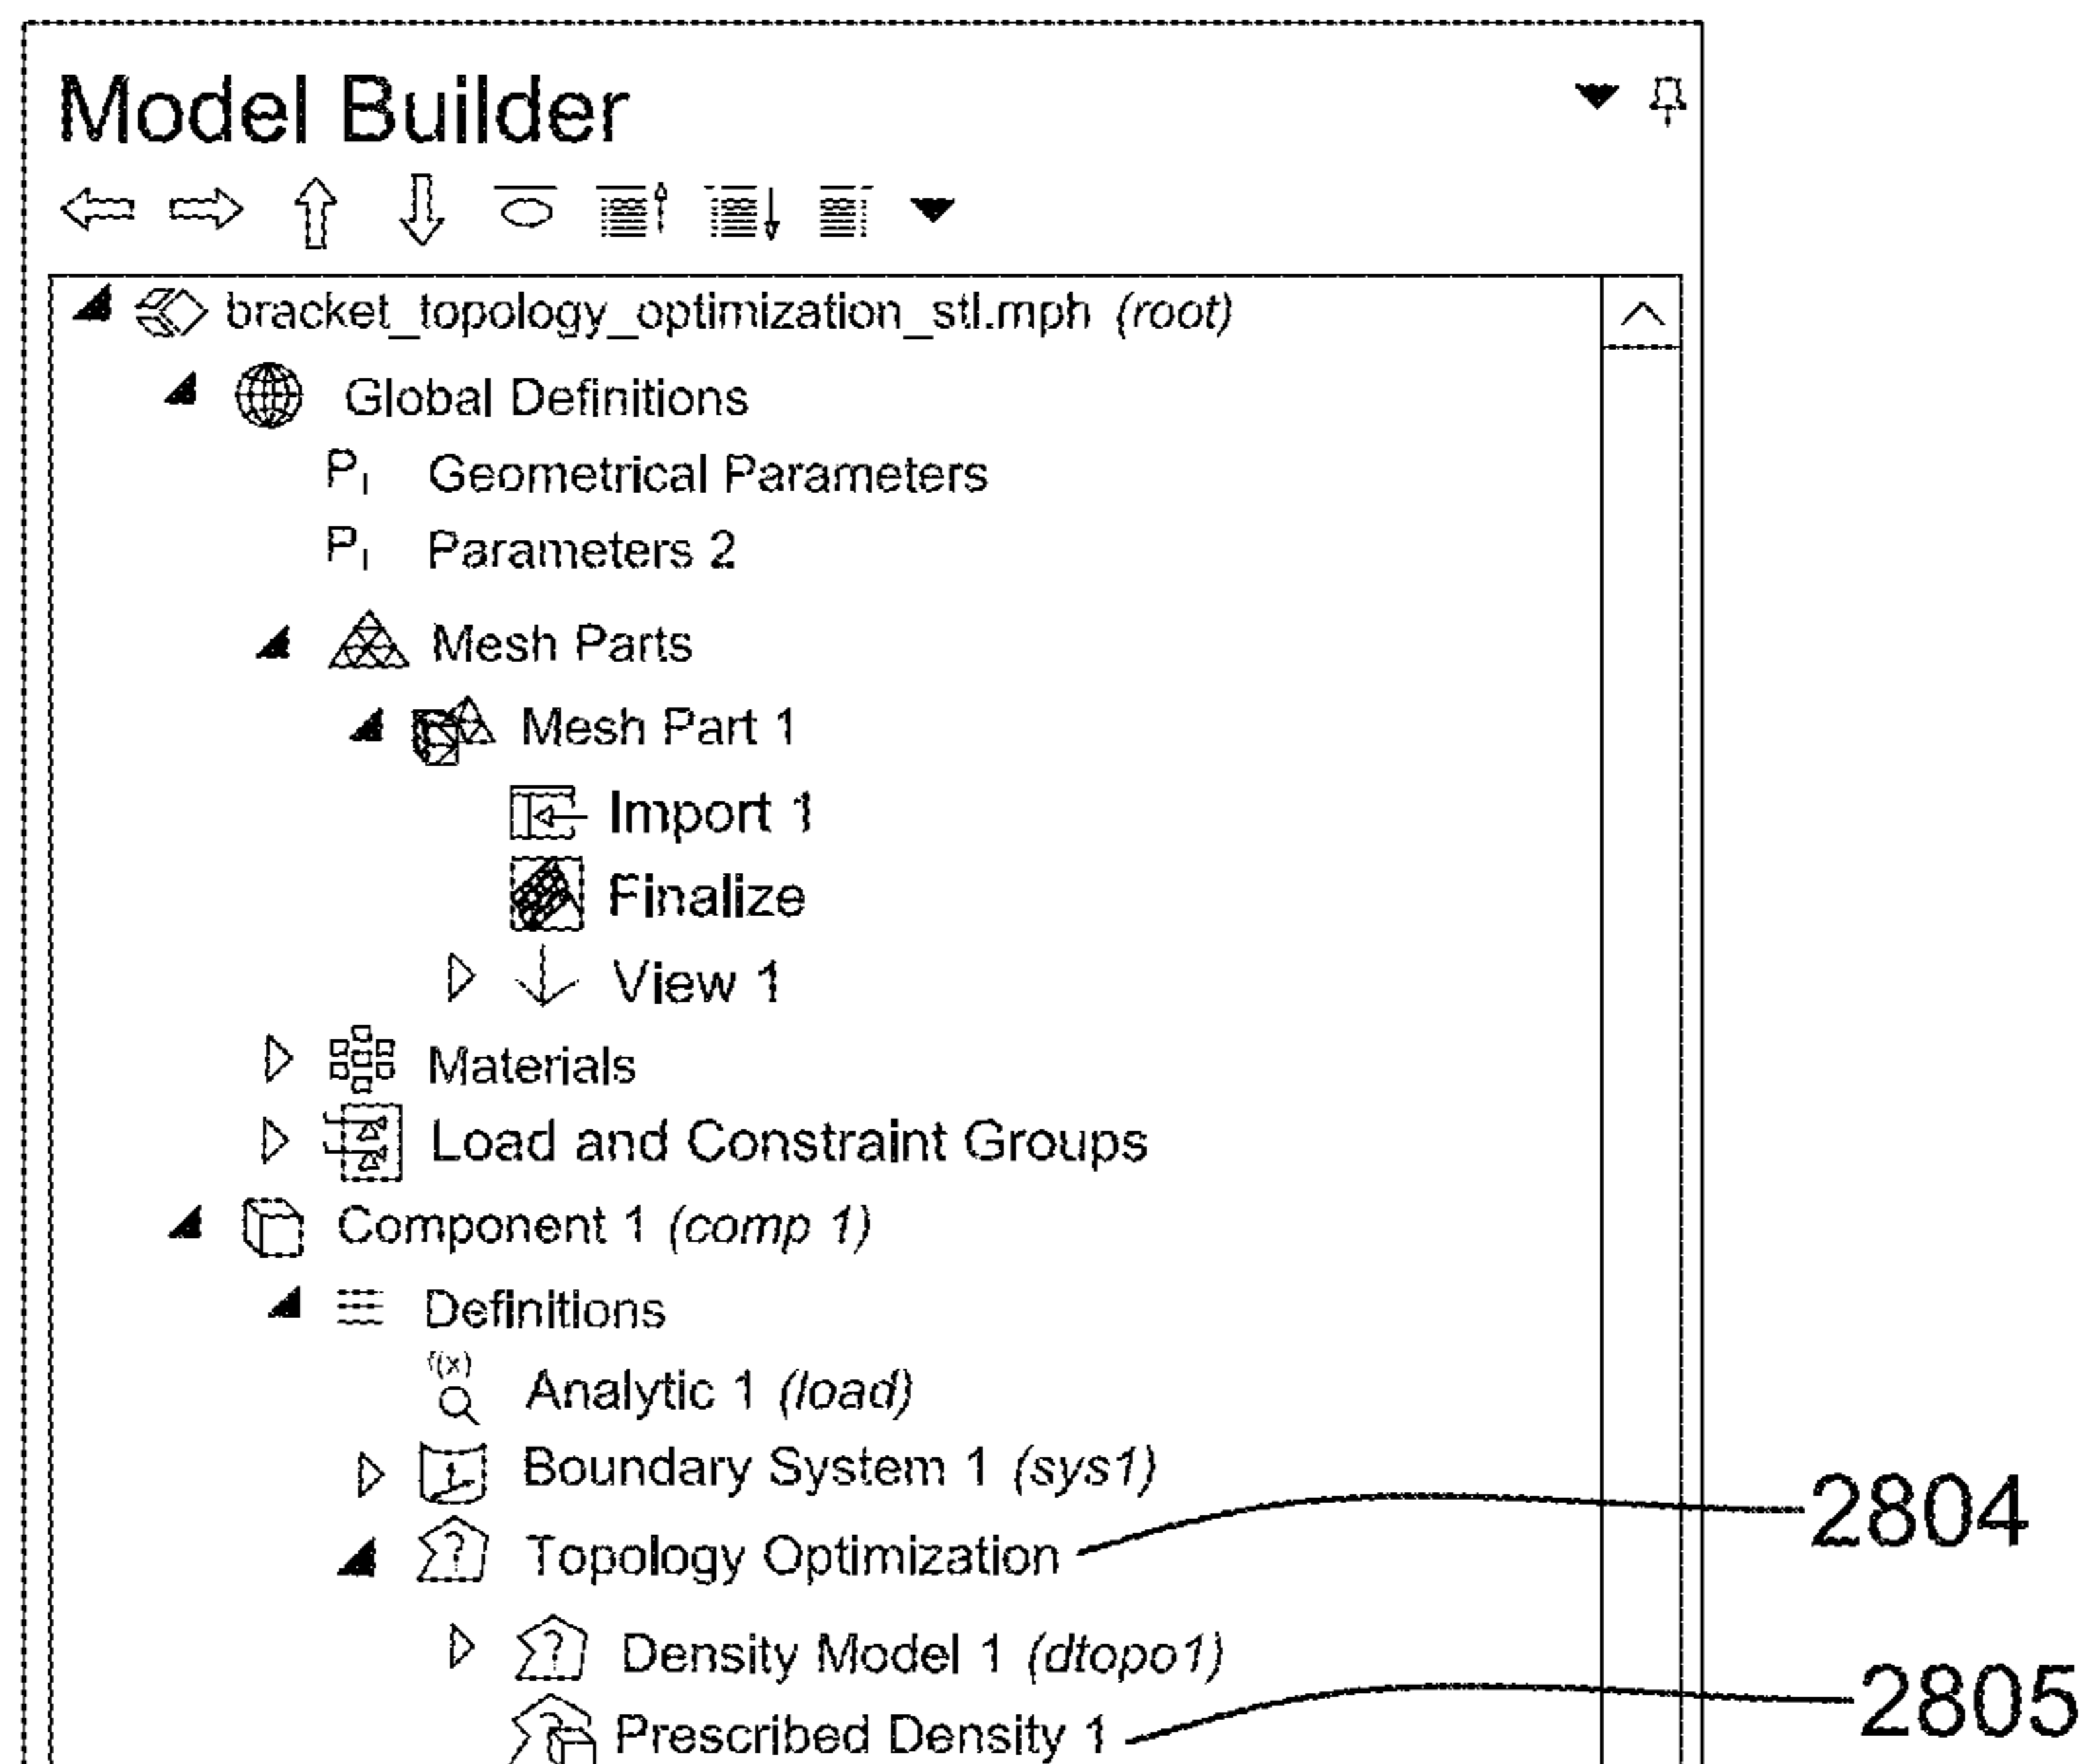 Model Builder
bracket_topology_optimization_stl.mph (root)
Global Definitions
Pi Geometrical Parameters
Pi Parameters 2
Mesh Parts
Mesh Part 1
Import 1
Finalize
View 1
Materials
Load and Constraint Groups
Component 1 (comp 1)
Definitions
f(x)
Analytic 1 (load)
Boundary System 1 (sys1)
2804
? Topology Optimization
? Density Model 1 (dtopo1)
2805
? Prescribed Density 1